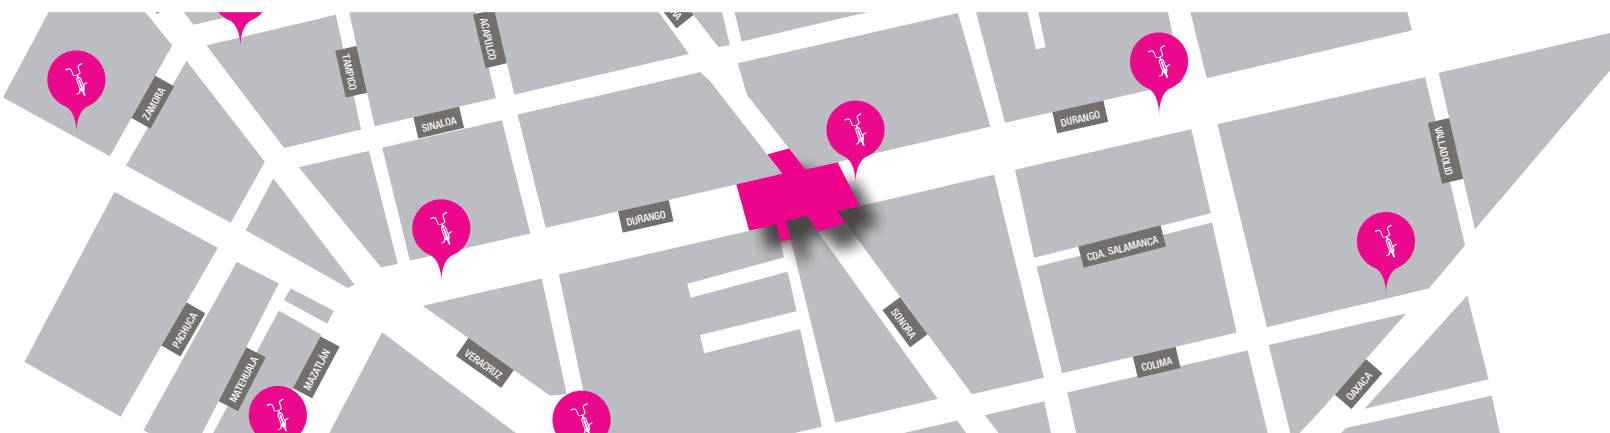 ACAPULCO
TAMPICO
ZAMORA
SINALOA
DURANGO
VALLADOLID
DURANGO
CDA. SALAMANCA
PACHUCA
SONORA
MATEHUALA
MAZATLÁN
VERACRUZ
COLIMA
OAXACA